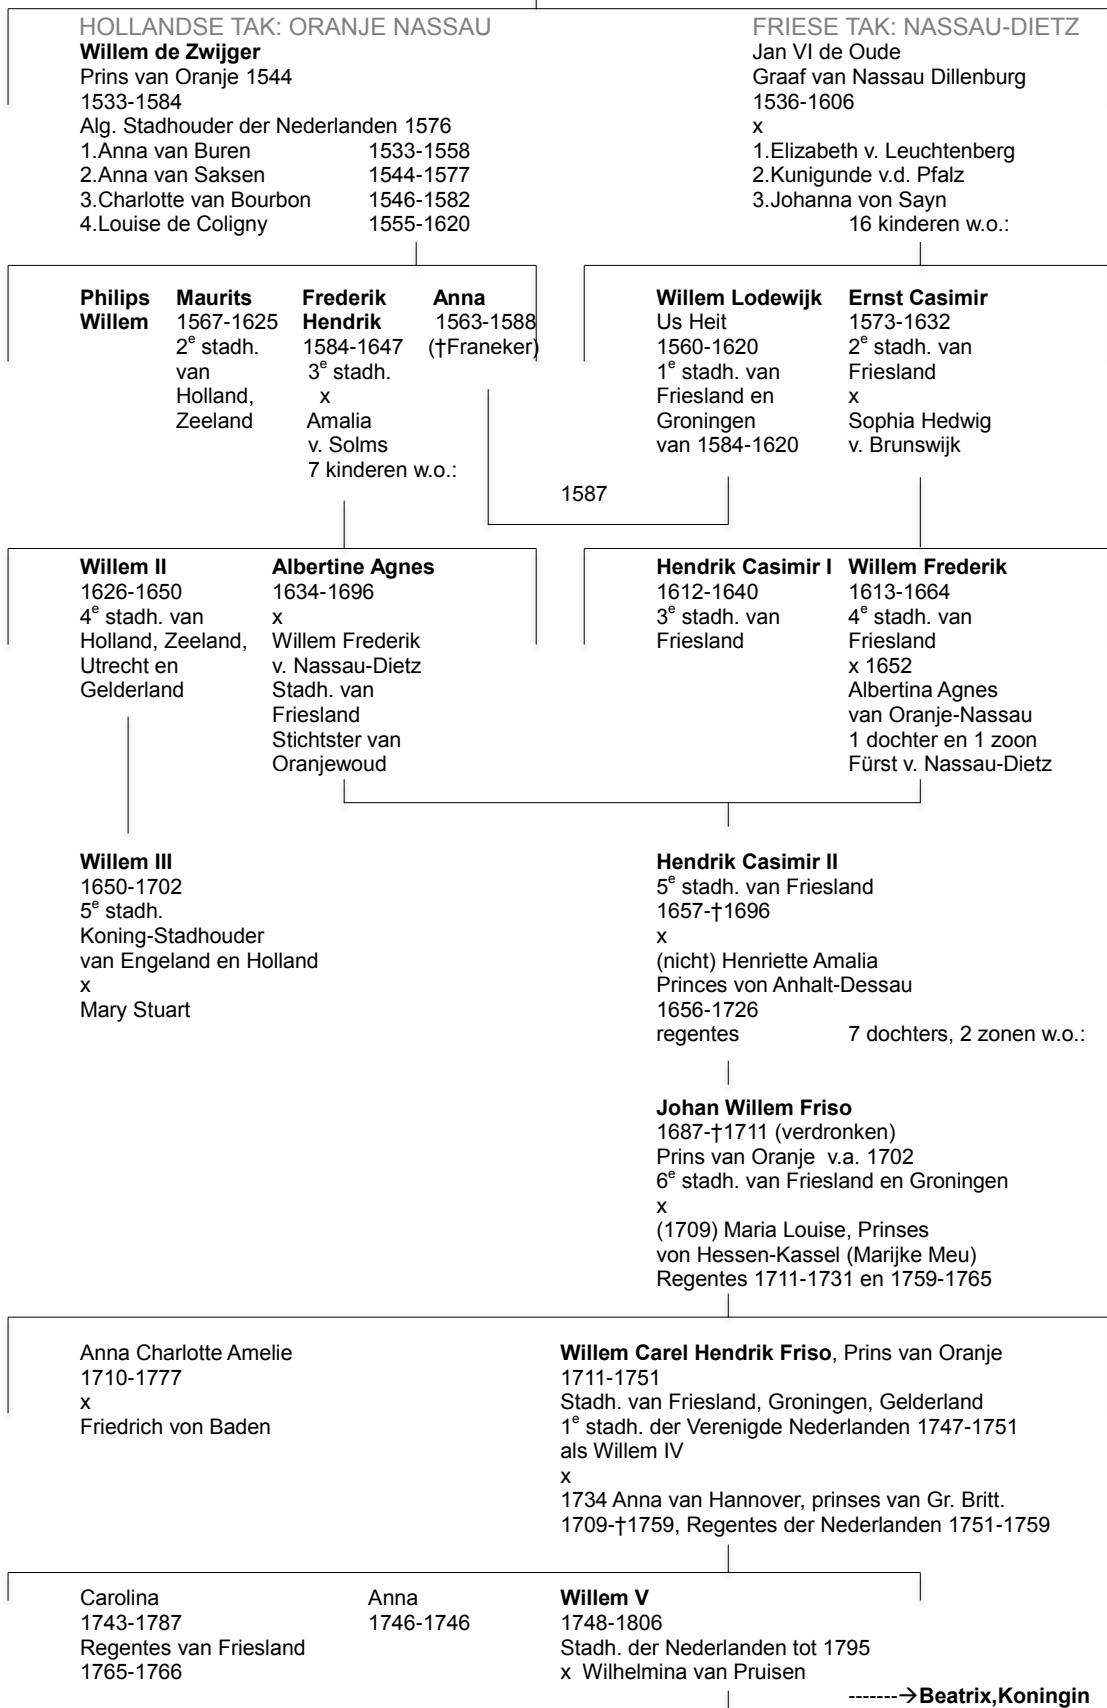 HOLLANDSE TAK: ORANJE NASSAU
Willem de Zwijger
Prins van Oranje 1544
1533-1584
Alg. Stadhouder der Nederlanden 1576
1.Anna van Buren 1533-1558
2.Anna van Saksen 1544-1577
3.Charlotte van Bourbon 1546-1582
4.Louise de Coligny 1555-1620
FRIESE TAK: NASSAU-DIETZ
Jan VI de Oude
Graaf van Nassau Dillenburg
1536-1606
x
1.Elizabeth v. Leuchtenberg
2.Kunigunde v.d. Pfalz
3.Johanna von Sayn
16 kinderen w.o.:
Philips
Willem
Maurits
1567-1625
2e stadh.
van
Holland,
Zeeland
Frederik
Hendrik
1584-1647
3e stadh.
x
Amalia
v. Solms
7 kinderen w.o.:
Anna
1563-1588
(†Franeker)
Willem Lodewijk
Us Heit
1560-1620
1e stadh. van
Friesland en
Groningen
van 1584-1620
Ernst Casimir
1573-1632
2e stadh. van
Friesland
x
Sophia Hedwig
v. Brunswijk
1587
Willem II
1626-1650
4e stadh. van
Holland, Zeeland,
Utrecht en
Gelderland
Albertine Agnes
1634-1696
x
Willem Frederik
v. Nassau-Dietz
Stadh. van
Friesland
Stichtster van
Oranjewoud
Hendrik Casimir I
1612-1640
3e stadh. van
Friesland
Willem Frederik
1613-1664
4e stadh. van
Friesland
x 1652
Albertina Agnes
van Oranje-Nassau
1 dochter en 1 zoon
Fürst v. Nassau-Dietz
Willem III
1650-1702
5e stadh.
Koning-Stadhouder
van Engeland en Holland
x
Mary Stuart
Hendrik Casimir II
5e stadh. van Friesland
1657-†1696
x
(nicht) Henriette Amalia
Princes von Anhalt-Dessau
1656-1726
regentes 7 dochters, 2 zonen w.o.:
Johan Willem Friso
1687-†1711 (verdronken)
Prins van Oranje v.a. 1702
6e stadh. van Friesland en Groningen
x
(1709) Maria Louise, Prinses
von Hessen-Kassel (Marijke Meu)
Regentes 1711-1731 en 1759-1765
Anna Charlotte Amelie
1710-1777
x
Friedrich von Baden
Willem Carel Hendrik Friso, Prins van Oranje
1711-1751
Stadh. van Friesland, Groningen, Gelderland
1e stadh. der Verenigde Nederlanden 1747-1751
als Willem IV
x
1734 Anna van Hannover, prinses van Gr. Britt.
1709-†1759, Regentes der Nederlanden 1751-1759
Carolina
1743-1787
Regentes van Friesland
1765-1766
Anna
1746-1746
Willem V
1748-1806
Stadh. der Nederlanden tot 1795
x Wilhelmina van Pruisen
-------→Beatrix,Koningin